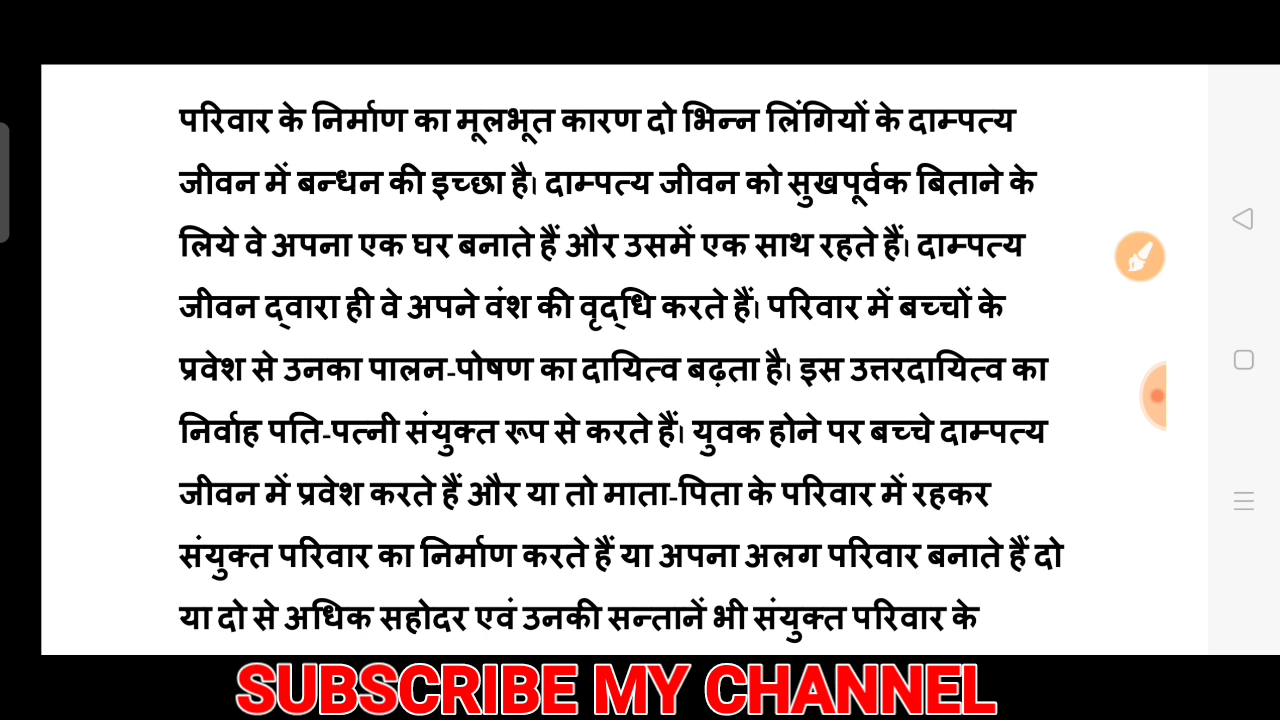 परिवार के निर्माण का मूलभूत कारण दो भिन्न लिंगियों के दाम्पत्य
जीवन में बन्धन की इच्छा है। दाम्पत्य जीवन को सुखपूर्वक बिताने के
लिये वे अपना एक घर बनाते हैं और उसमें एक साथ रहते हैं। दाम्पत्य
जीवन द्वारा ही वे अपने वंश की वृद्धि करते हैं। परिवार में बच्चों के
प्रवेश से उनका पालन-पोषण का दायित्व बढ़ता है। इस उत्तरदायित्व का
निर्वाह पति-पत्नी संयुक्त रूप से करते हैं। युवक होने पर बच्चे दाम्पत्य
जीवन में प्रवेश करते हैं और या तो माता-पिता के परिवार में रहकर
संयुक्त परिवार का निर्माण करते हैं या अपना अलग परिवार बनाते हैं दो
या दो से अधिक सहोदर एवं उनकी सन्तानें भी संयुक्त परिवार के
SUBSCRIBE MY CHANNEL